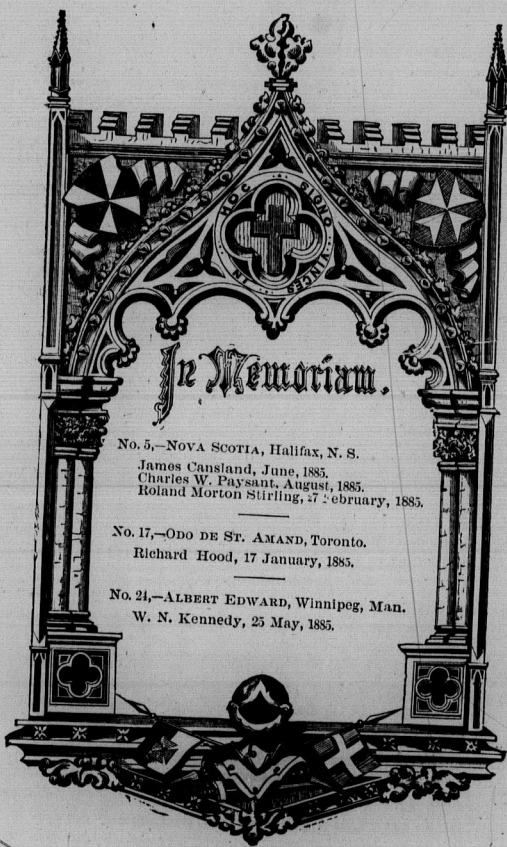 IN HOC SIGNO VINCES
In Memoriam.
No. 5,—NOVA SCOTIA, Halifax, N. S.
James Cansland, June, 1885.
Charles W. Paysant, August, 1885.
Roland Morton Stirling, 27 February, 1885.
No. 17,—ODO DE ST. AMAND, Toronto.
Richard Hood, 17 January, 1885.
No. 24,—ALBERT EDWARD, Winnipeg, Man.
W. N. Kennedy, 25 May, 1885.